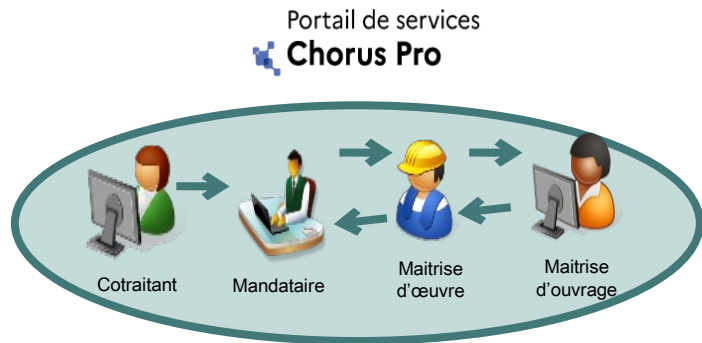 Portail de services
Chorus Pro
Cotraitant
Mandataire
Maitrise
d'œuvre
Maitrise
d'ouvrage